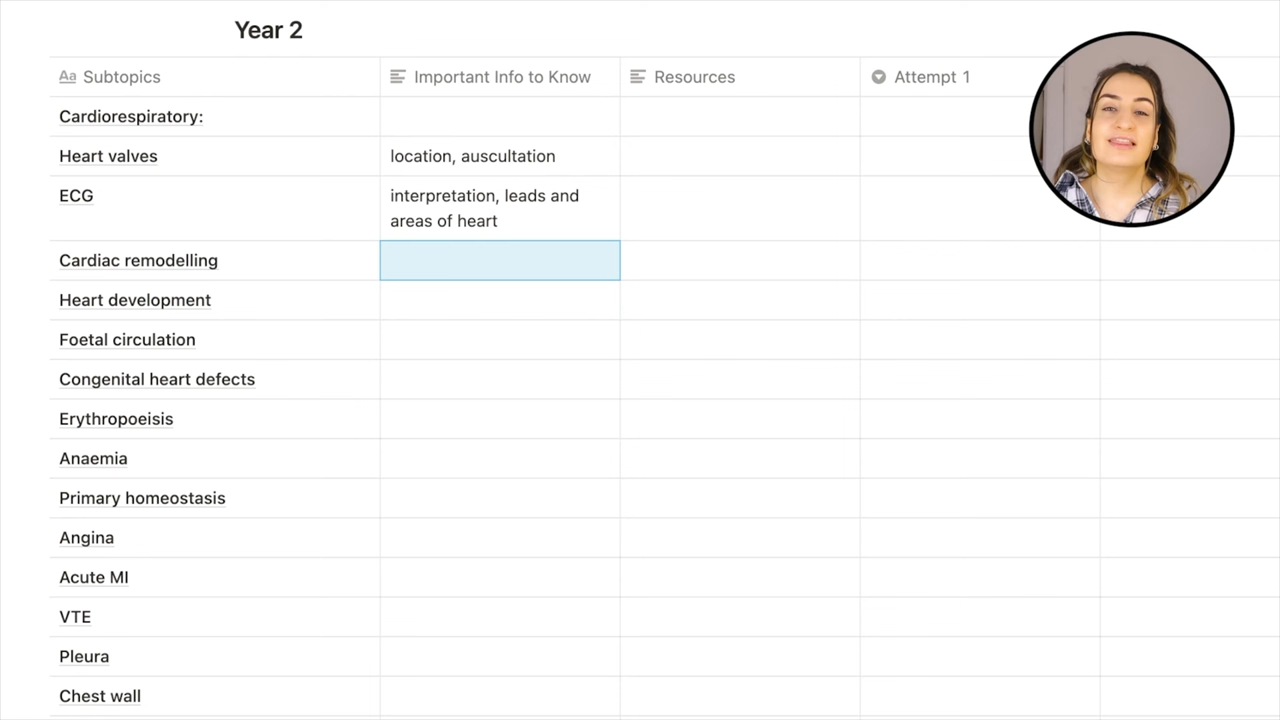 Year 2
Aa Subtopics Important Info to Know Resources Attempt 1
Cardiorespiratory:
Heart valves location, auscultation
ECG interpretation, leads and
areas of heart
Cardiac remodelling
Heart development
Foetal circulation
Congenital heart defects
Erythropoeisis
Anaemia
Primary homeostasis
Angina
Acute MI
VTE
Pleura
Chest wall